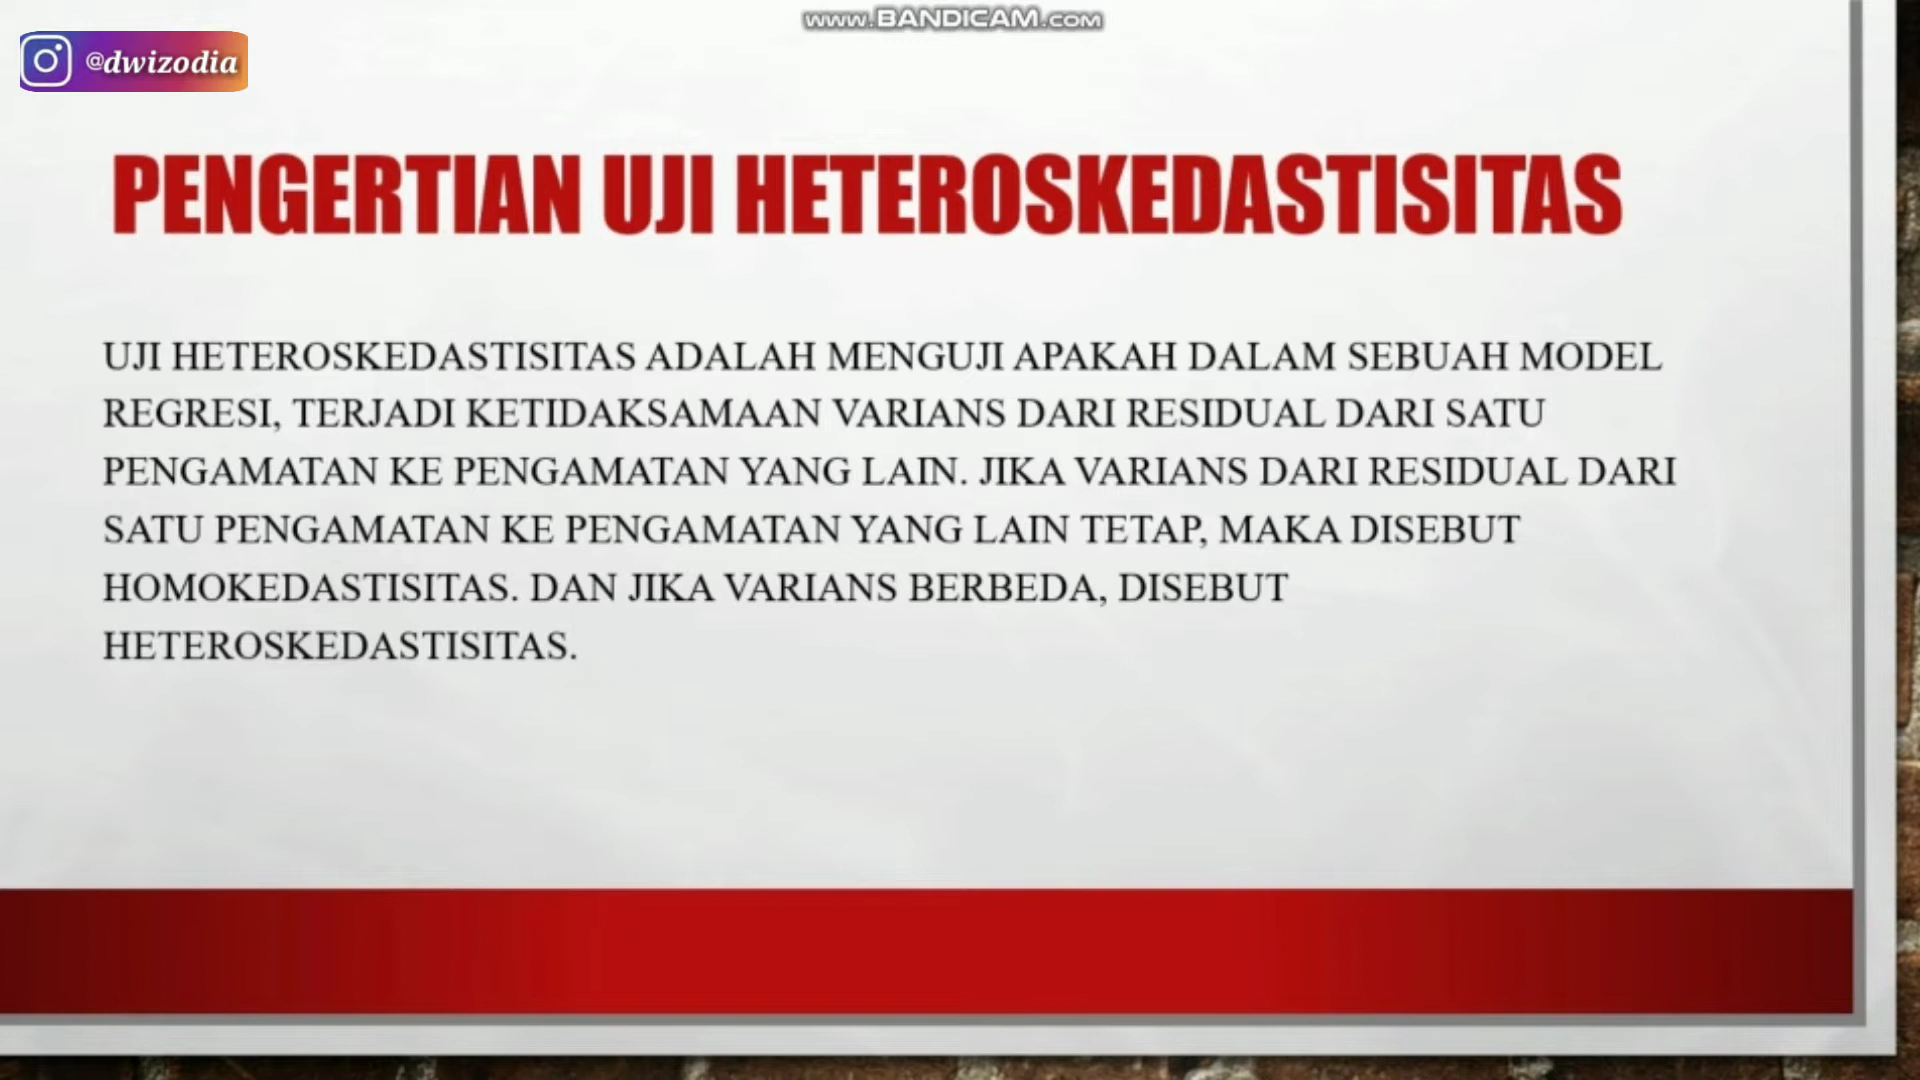 www.BANDICAM.com
@dwizodia
PENGERTIAN UJI HETEROSKEDASTISITAS
UJI HETEROSKEDASTISITAS ADALAH MENGUJI APAKAH DALAM SEBUAH MODEL
REGRESI, TERJADI KETIDAKSAMAAN VARIANS DARI RESIDUAL DARI SATU
PENGAMATAN KE PENGAMATAN YANG LAIN. JIKA VARIANS DARI RESIDUAL DARI
SATU PENGAMATAN KE PENGAMATAN YANG LAIN TETAP, MAKA DISEBUT
HOMOKEDASTISITAS. DAN JIKA VARIANS BERBEDA, DISEBUT
HETEROSKEDASTISITAS.